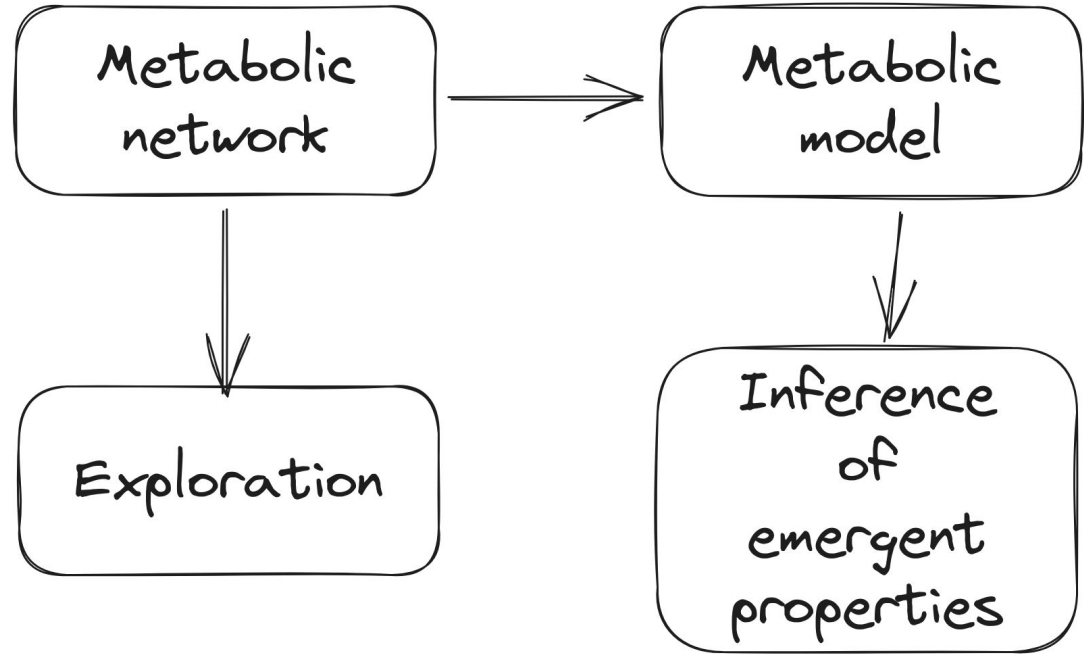 Metabolic
network
Metabolic
model
Exploration
Inference
of
emergent
properties